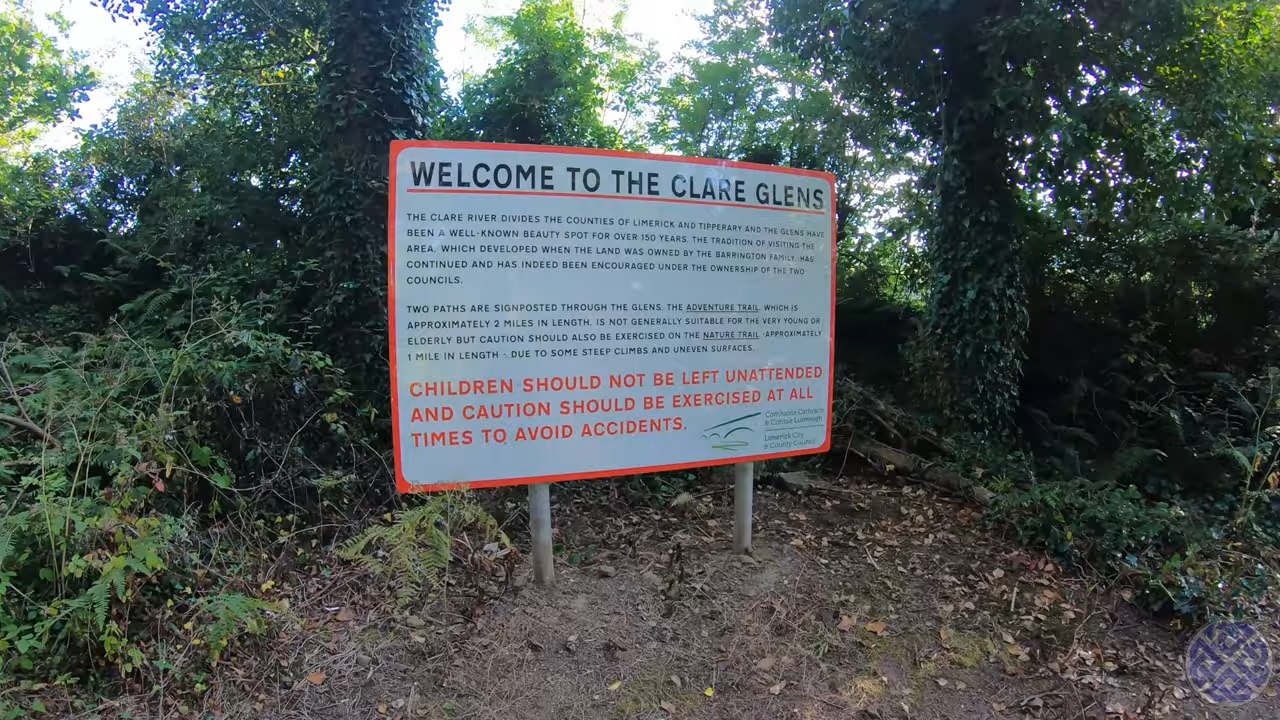 WELCOME TO THE CLARE GLENS
THE CLARE RIVER DIVIDES THE COUNTIES OF LIMERICK AND TIPPERARY AND THE GLENS HAVE
BEEN A WELL-KNOWN BEAUTY SPOT FOR OVER 150 YEARS. THE TRADITION OF VISITING THE
AREA, WHICH DEVELOPED WHEN THE LAND WAS OWNED BY THE BARRINGTON FAMILY, HAS
CONTINUED AND HAS INDEED BEEN ENCOURAGED UNDER THE OWNERSHIP OF THE TWO
COUNCILS.
TWO PATHS ARE SIGNPOSTED THROUGH THE GLENS. THE ADVENTURE TRAIL, WHICH IS
APPROXIMATELY 2 MILES IN LENGTH, IS NOT GENERALLY SUITABLE FOR THE VERY YOUNG OR
ELDERLY BUT CAUTION SHOULD ALSO BE EXERCISED ON THE NATURE TRAIL -APPROXIMATELY
1 MILE IN LENGTH -. DUE TO SOME STEEP CLIMBS AND UNEVEN SURFACES.
CHILDREN SHOULD NOT BE LEFT UNATTENDED
AND CAUTION SHOULD BE EXERCISED AT ALL
TIMES TO AVOID ACCIDENTS.
Comhairle Cathrach
& Contae Luimnigh
Limerick City
& County Council